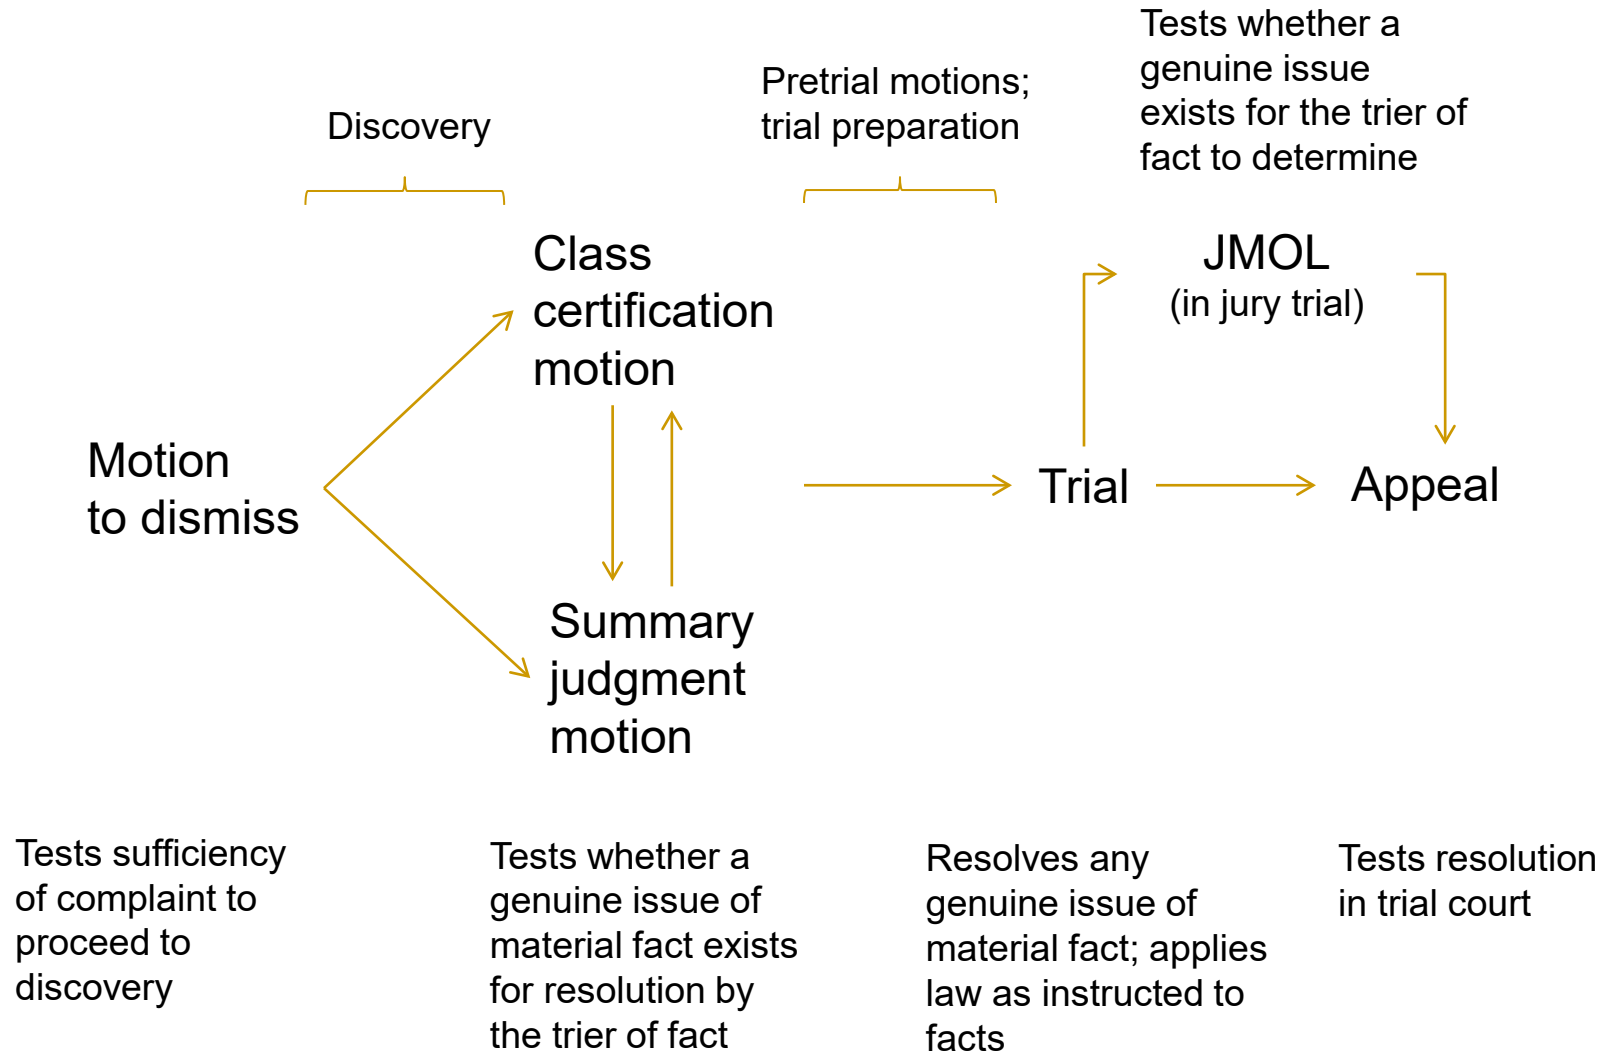 Discovery
Pretrial motions;
trial preparation
Tests whether a
genuine issue
exists for the trier of
fact to determine
Class
certification
motion
JMOL
(in jury trial)
Motion
to dismiss
Trial
Appeal
Summary
judgment
motion
Tests sufficiency
of complaint to
proceed to
discovery
Tests whether a
genuine issue of
material fact exists
for resolution by
the trier of fact
Resolves any
genuine issue of
material fact; applies
law as instructed to
facts
Tests resolution
in trial court